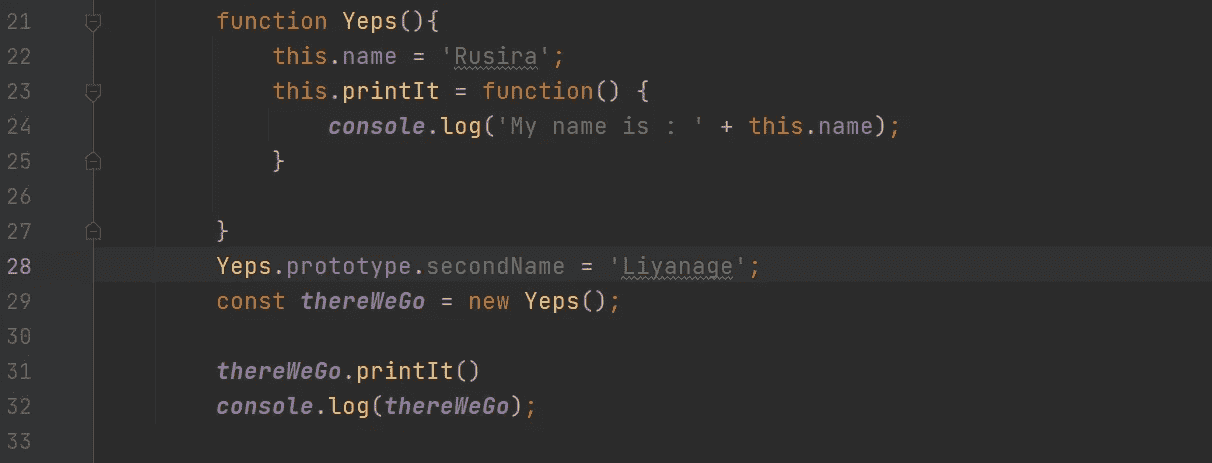 21 function Yeps(){
22 this.name = 'Rusira';
23 this.printIt = function() {
24 console.log('My name is : ' + this.name);
25 }
26
27 }
28 Yeps.prototype.secondName = 'Liyanage';
29 const thereWeGo = new Yeps();
30
31 thereWeGo.printIt()
32 console.log(thereWeGo);
33